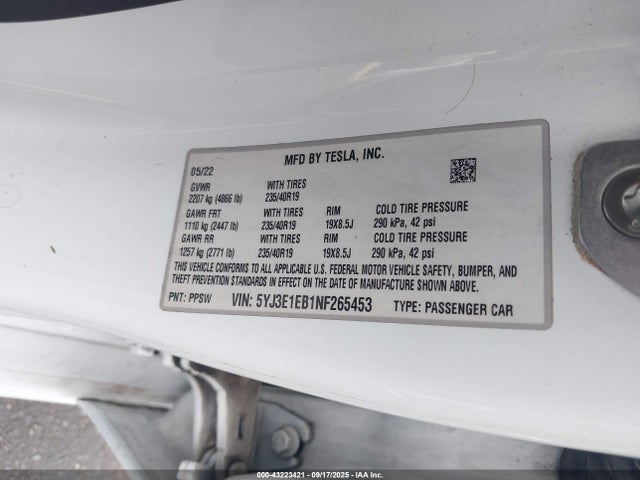 MFD BY TESLA, INC.
05/22
GVWR WITH TIRES
2207 kg (4866 lb) 235/40R19
GAWR FRT WITH TIRES RIM COLD TIRE PRESSURE
1110 kg (2447 lb) 235/40R19 19X8.5J 290 kPa, 42 psi
GAWR RR WITH TIRES RIM COLD TIRE PRESSURE
1257 kg (2771 lb) 235/40R19 19X8.5J 290 kPa, 42 psi
THIS VEHICLE CONFORMS TO ALL APPLICABLE U.S. FEDERAL MOTOR VEHICLE SAFETY, BUMPER, AND
THEFT PREVENTION STANDARDS IN EFFECT ON THE DATE OF MANUFACTURE SHOWN ABOVE.
PNT: PPSW VIN: 5YJ3E1EB1NF265453 TYPE: PASSENGER CAR
000-43223421 - 09/17/2025 - IAA Inc.